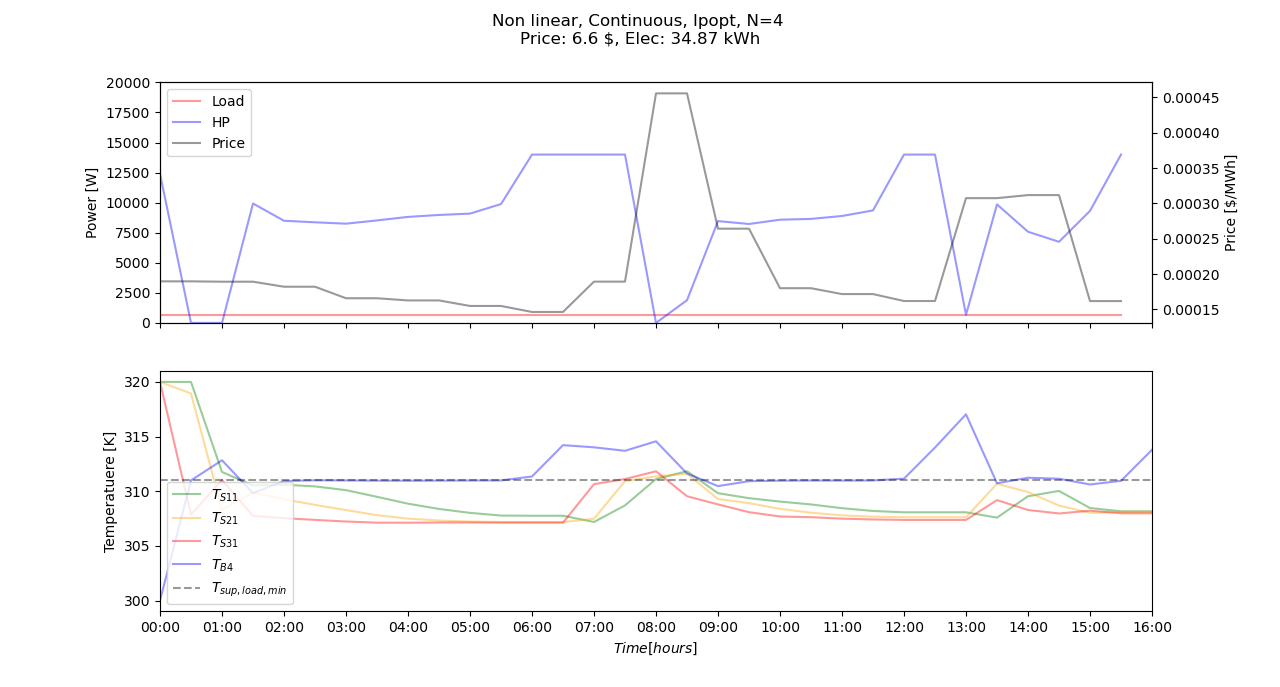 Non linear, Continuous, Ipopt, N=4
Price: 6.6 $, Elec: 34.87 kWh
20000
17500
15000
12500
10000
7500
5000
2500
0
Power [W]
Load
HP
Price
0.00045
0.00040
0.00035
0.00030
0.00025
0.00020
0.00015
Price [$/MWh]
320
315
310
305
300
Temperatuere [K]
T_{S11}
T_{S21}
T_{S31}
T_{B4}
T_{sup,load,min}
00:00 01:00 02:00 03:00 04:00 05:00 06:00 07:00 08:00 09:00 10:00 11:00 12:00 13:00 14:00 15:00 16:00
Time[hours]